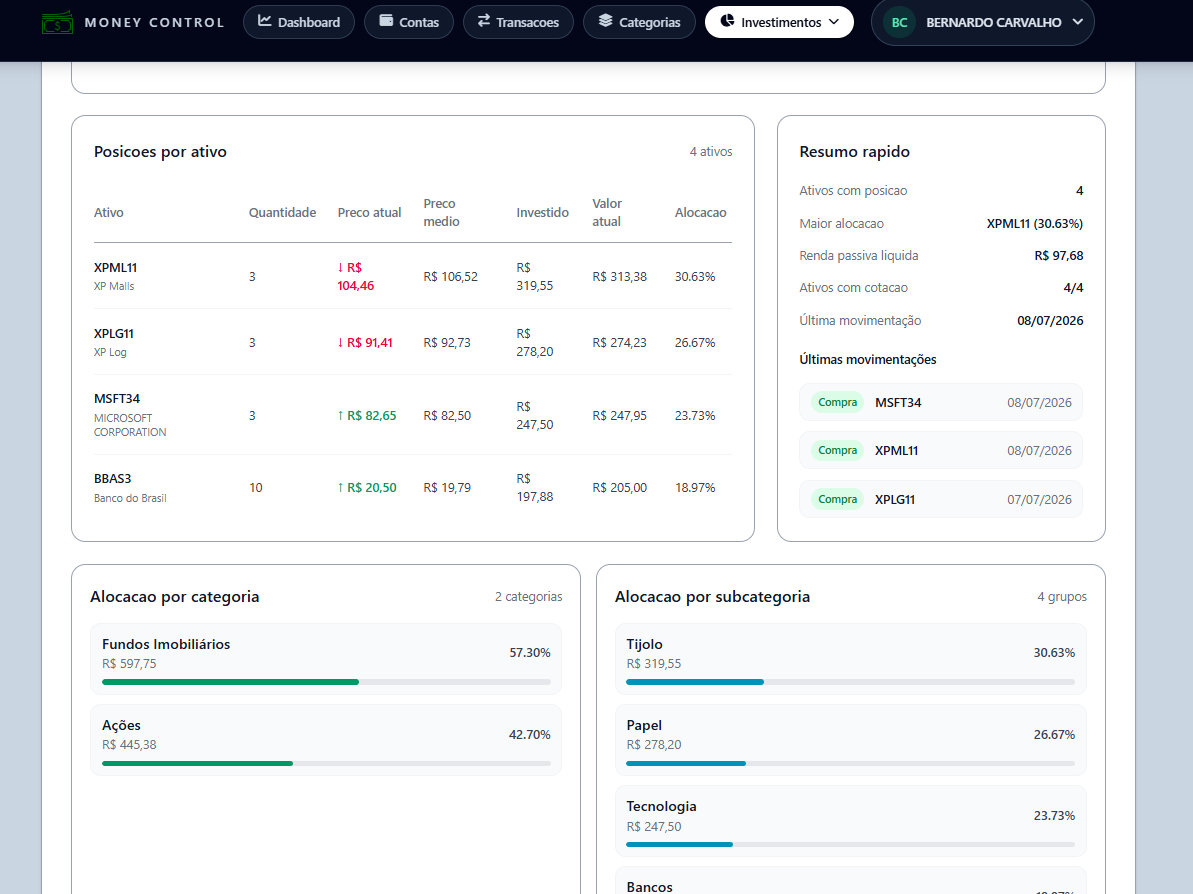 MONEY CONTROL
Dashboard
Contas
Transacoes
Categorias
Investimentos
BC
BERNARDO CARVALHO
Posicoes por ativo
4 ativos
Ativo
Quantidade
Preco atual
Preco
medio
Investido
Valor
atual
Alocacao
XPML11
XP Malls
3
↓ R$
104,46
R$ 106,52
R$
319,55
R$ 313,38
30.63%
XPLG11
XP Log
3
↓ R$ 91,41
R$ 92,73
R$
278,20
R$ 274,23
26.67%
MSFT34
MICROSOFT
CORPORATION
3
↑ R$ 82,65
R$ 82,50
R$
247,50
R$ 247,95
23.73%
BBAS3
Banco do Brasil
10
↑ R$ 20,50
R$ 19,79
R$
197,88
R$ 205,00
18.97%
Resumo rapido
Ativos com posicao
4
Maior alocacao
XPML11 (30.63%)
Renda passiva liquida
R$ 97,68
Ativos com cotacao
4/4
Última movimentação
08/07/2026
Últimas movimentações
Compra
MSFT34
08/07/2026
Compra
XPML11
08/07/2026
Compra
XPLG11
07/07/2026
Alocacao por categoria
2 categorias
Fundos Imobiliários
R$ 597,75
57.30%
Ações
R$ 445,38
42.70%
Alocacao por subcategoria
4 grupos
Tijolo
R$ 319,55
30.63%
Papel
R$ 278,20
26.67%
Tecnologia
R$ 247,50
23.73%
Bancos